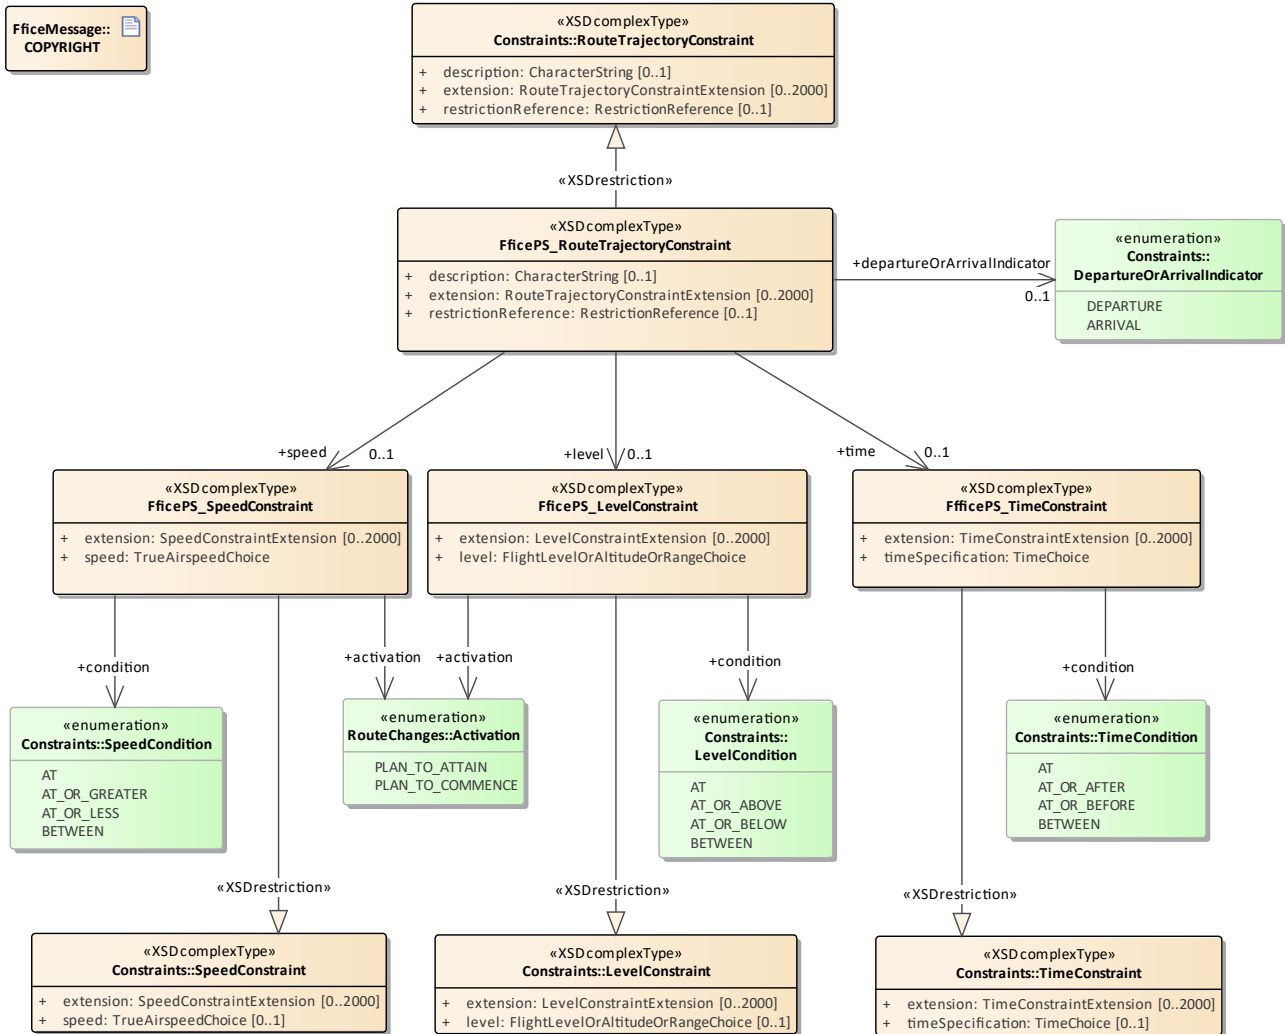 FficeMessage::
COPYRIGHT
«XSDcomplexType»
Constraints::RouteTrajectoryConstraint
+ description: CharacterString [0..1]
+ extension: RouteTrajectoryConstraintExtension [0..2000]
+ restrictionReference: RestrictionReference [0..1]
«XSDrestriction»
«XSDcomplexType»
FficePS_RouteTrajectoryConstraint
+ description: CharacterString [0..1]
+ extension: RouteTrajectoryConstraintExtension [0..2000]
+ restrictionReference: RestrictionReference [0..1]
+departureOrArrivalIndicator
0..1
«enumeration»
Constraints::
DepartureOrArrivalIndicator
DEPARTURE
ARRIVAL
+speed
0..1
+level
0..1
+time
0..1
«XSDcomplexType»
FficePS_SpeedConstraint
+ extension: SpeedConstraintExtension [0..2000]
+ speed: TrueAirspeedChoice
«XSDcomplexType»
FficePS_LevelConstraint
+ extension: LevelConstraintExtension [0..2000]
+ level: FlightLevelOrAltitudeOrRangeChoice
«XSDcomplexType»
FfficePS_TimeConstraint
+ extension: TimeConstraintExtension [0..2000]
+ timeSpecification: TimeChoice
+condition
+activation
+activation
+condition
+condition
«enumeration»
Constraints::SpeedCondition
AT
AT_OR_GREATER
AT_OR_LESS
BETWEEN
«enumeration»
RouteChanges::Activation
PLAN_TO_ATTAIN
PLAN_TO_COMMENCE
«enumeration»
Constraints::
LevelCondition
AT
AT_OR_ABOVE
AT_OR_BELOW
BETWEEN
«enumeration»
Constraints::TimeCondition
AT
AT_OR_AFTER
AT_OR_BEFORE
BETWEEN
«XSDrestriction»
«XSDrestriction»
«XSDrestriction»
«XSDcomplexType»
Constraints::SpeedConstraint
+ extension: SpeedConstraintExtension [0..2000]
+ speed: TrueAirspeedChoice [0..1]
«XSDcomplexType»
Constraints::LevelConstraint
+ extension: LevelConstraintExtension [0..2000]
+ level: FlightLevelOrAltitudeOrRangeChoice [0..1]
«XSDcomplexType»
Constraints::TimeConstraint
+ extension: TimeConstraintExtension [0..2000]
+ timeSpecification: TimeChoice [0..1]